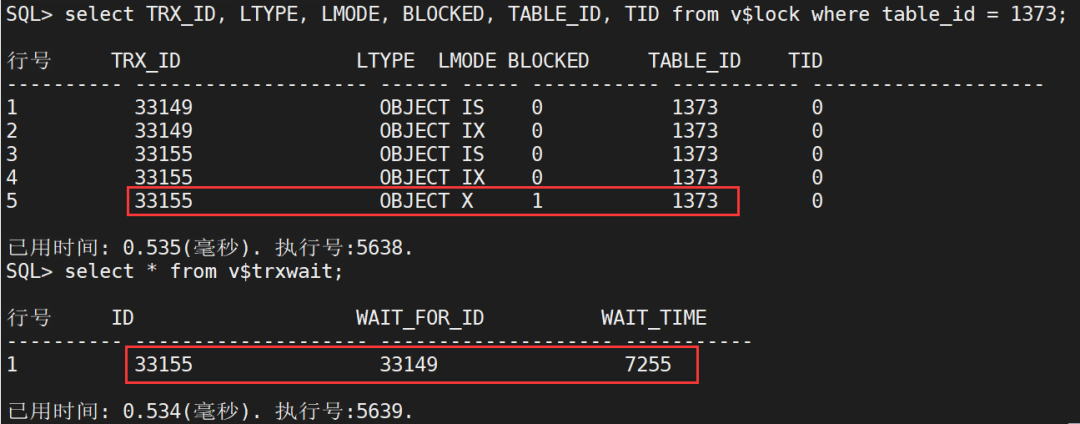 SQL> select TRX_ID, LTYPE, LMODE, BLOCKED, TABLE_ID, TID from v$lock where table_id = 1373;
行号 TRX_ID LTYPE LMODE BLOCKED TABLE_ID TID
---------- -------------------- ------ ----- ----------- ----------- --------------------
1 33149 OBJECT IS 0 1373 0
2 33149 OBJECT IX 0 1373 0
3 33155 OBJECT IS 0 1373 0
4 33155 OBJECT IX 0 1373 0
5 33155 OBJECT X 1 1373 0
已用时间: 0.535(毫秒). 执行号:5638.
SQL> select * from v$trxwait;
行号 ID WAIT_FOR_ID WAIT_TIME
---------- -------------------- -------------------- -----------
1 33155 33149 7255
已用时间: 0.534(毫秒). 执行号:5639.